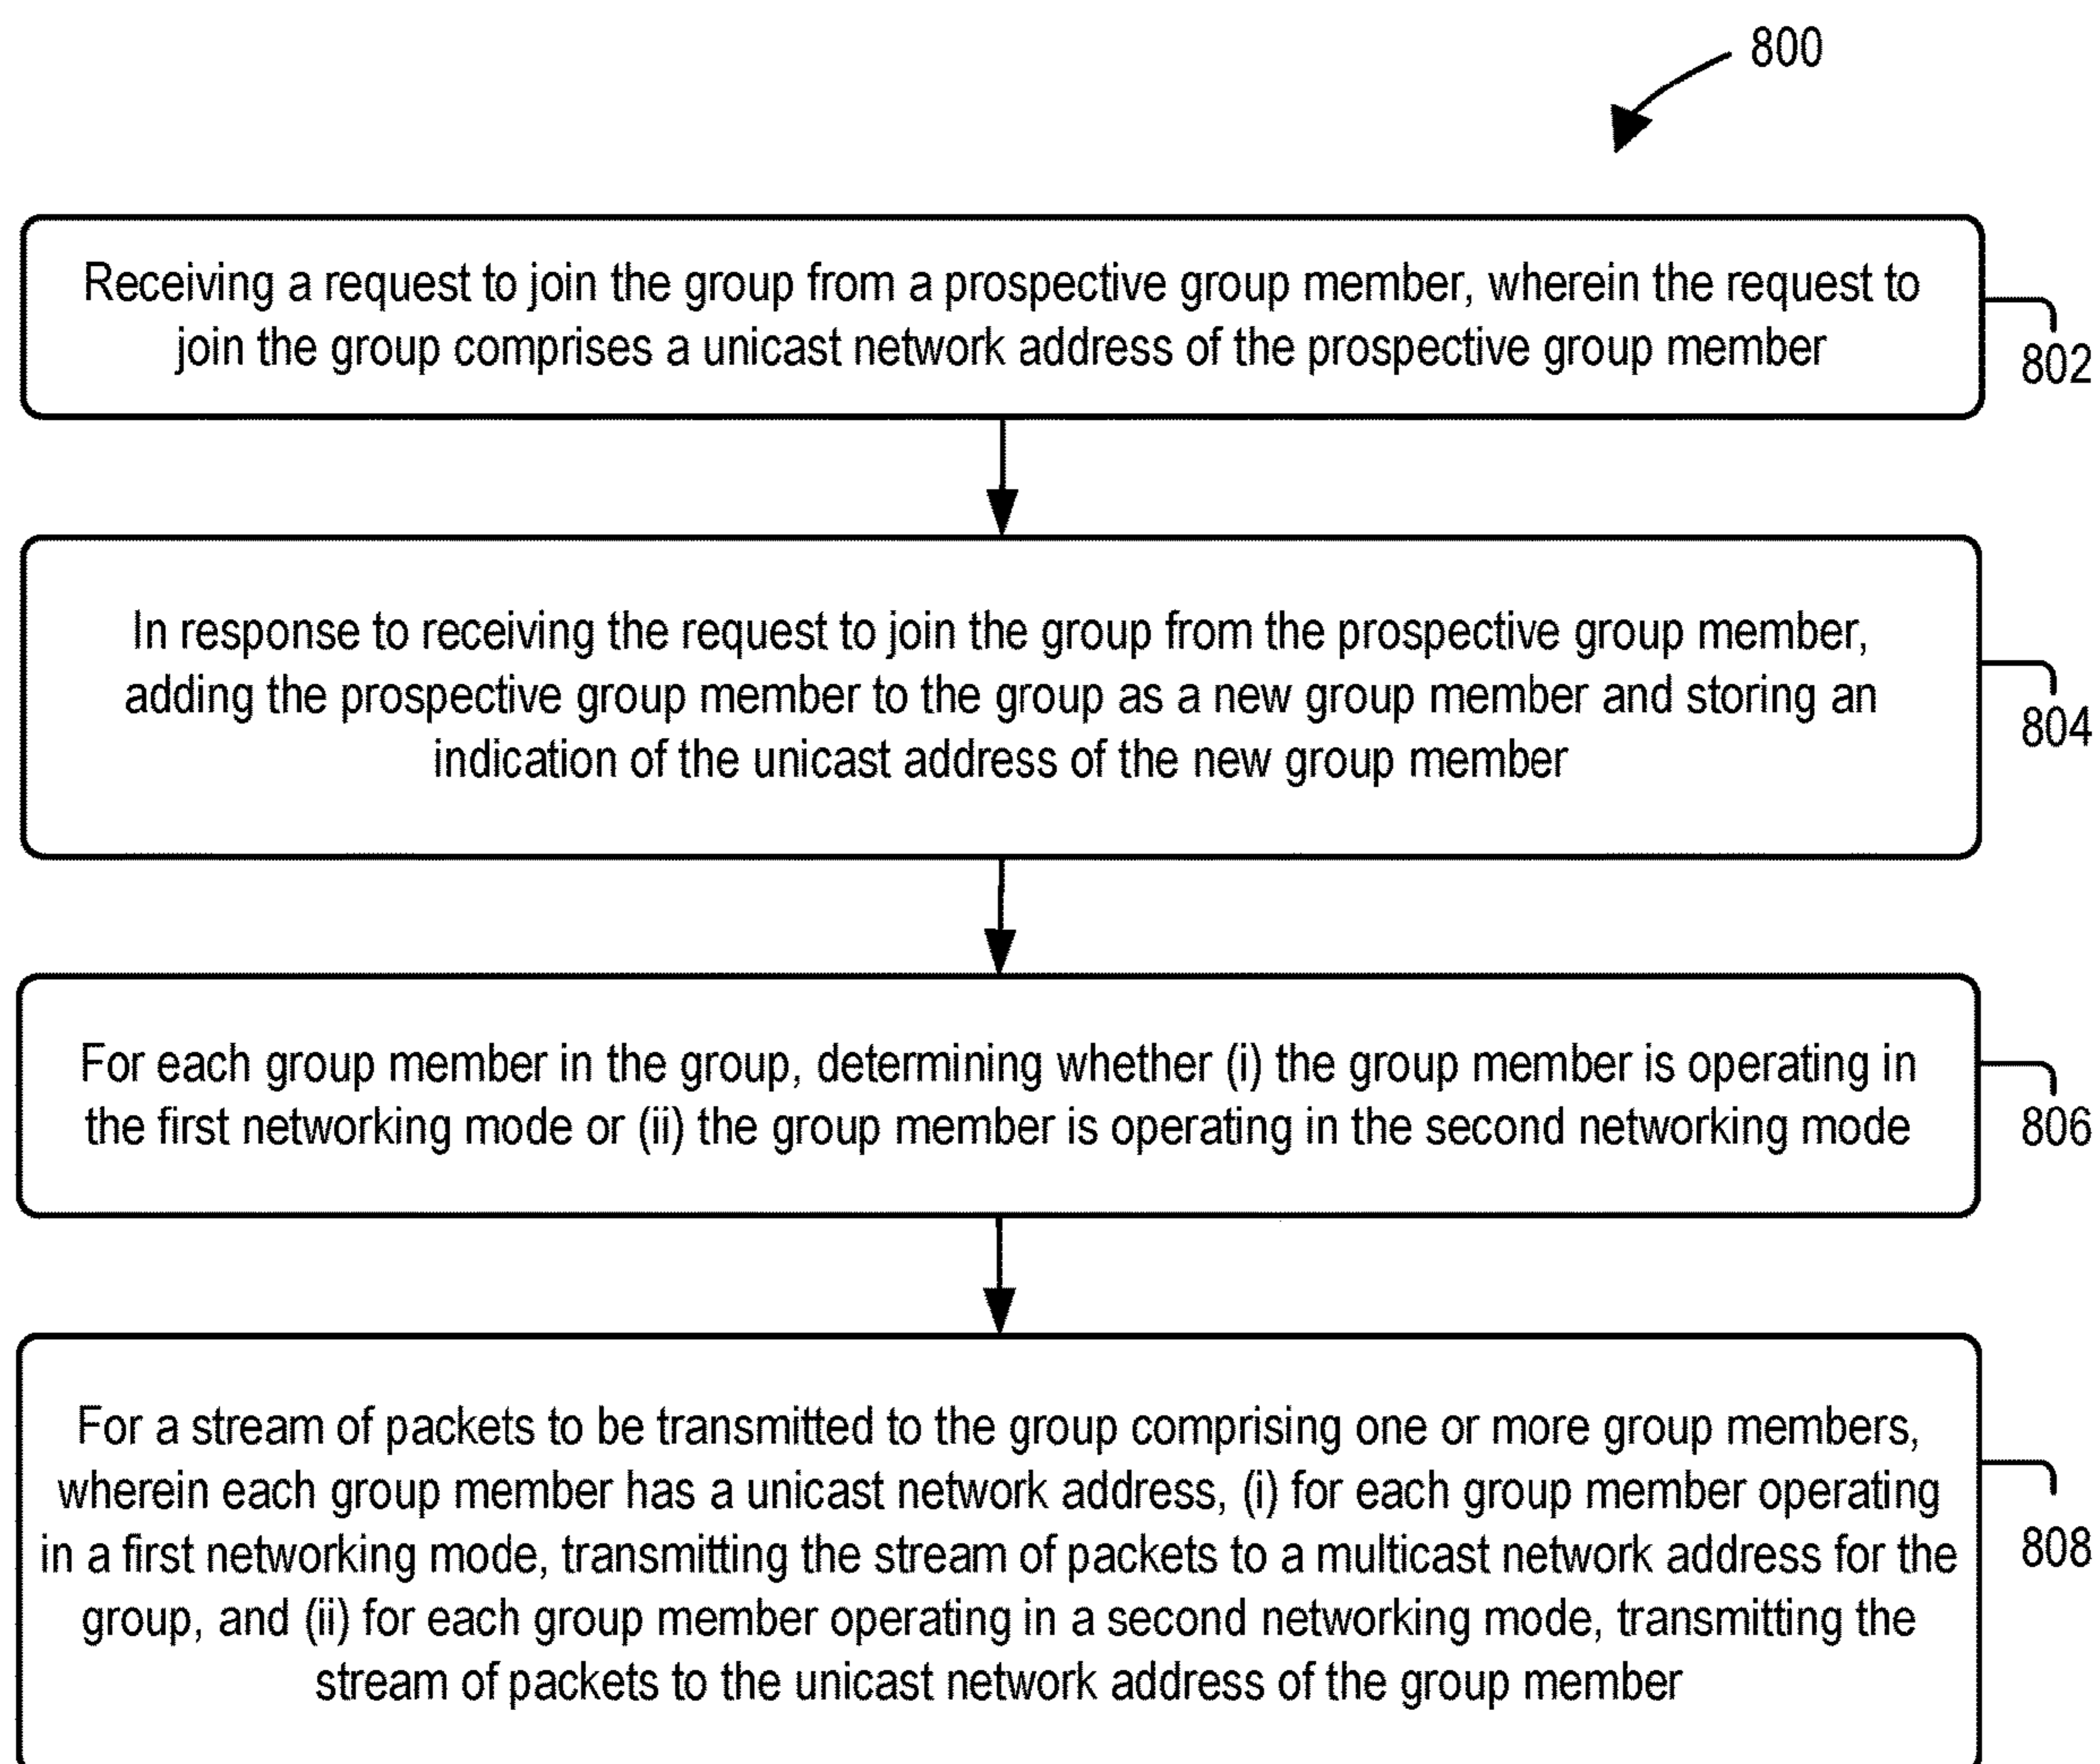 800
Receiving a request to join the group from a prospective group member, wherein the request to
join the group comprises a unicast network address of the prospective group member
802
In response to receiving the request to join the group from the prospective group member,
adding the prospective group member to the group as a new group member and storing an
indication of the unicast address of the new group member
804
For each group member in the group, determining whether (i) the group member is operating in
the first networking mode or (ii) the group member is operating in the second networking mode
806
For a stream of packets to be transmitted to the group comprising one or more group members,
wherein each group member has a unicast network address, (i) for each group member operating
in a first networking mode, transmitting the stream of packets to a multicast network address for the
group, and (ii) for each group member operating in a second networking mode, transmitting the
stream of packets to the unicast network address of the group member
808